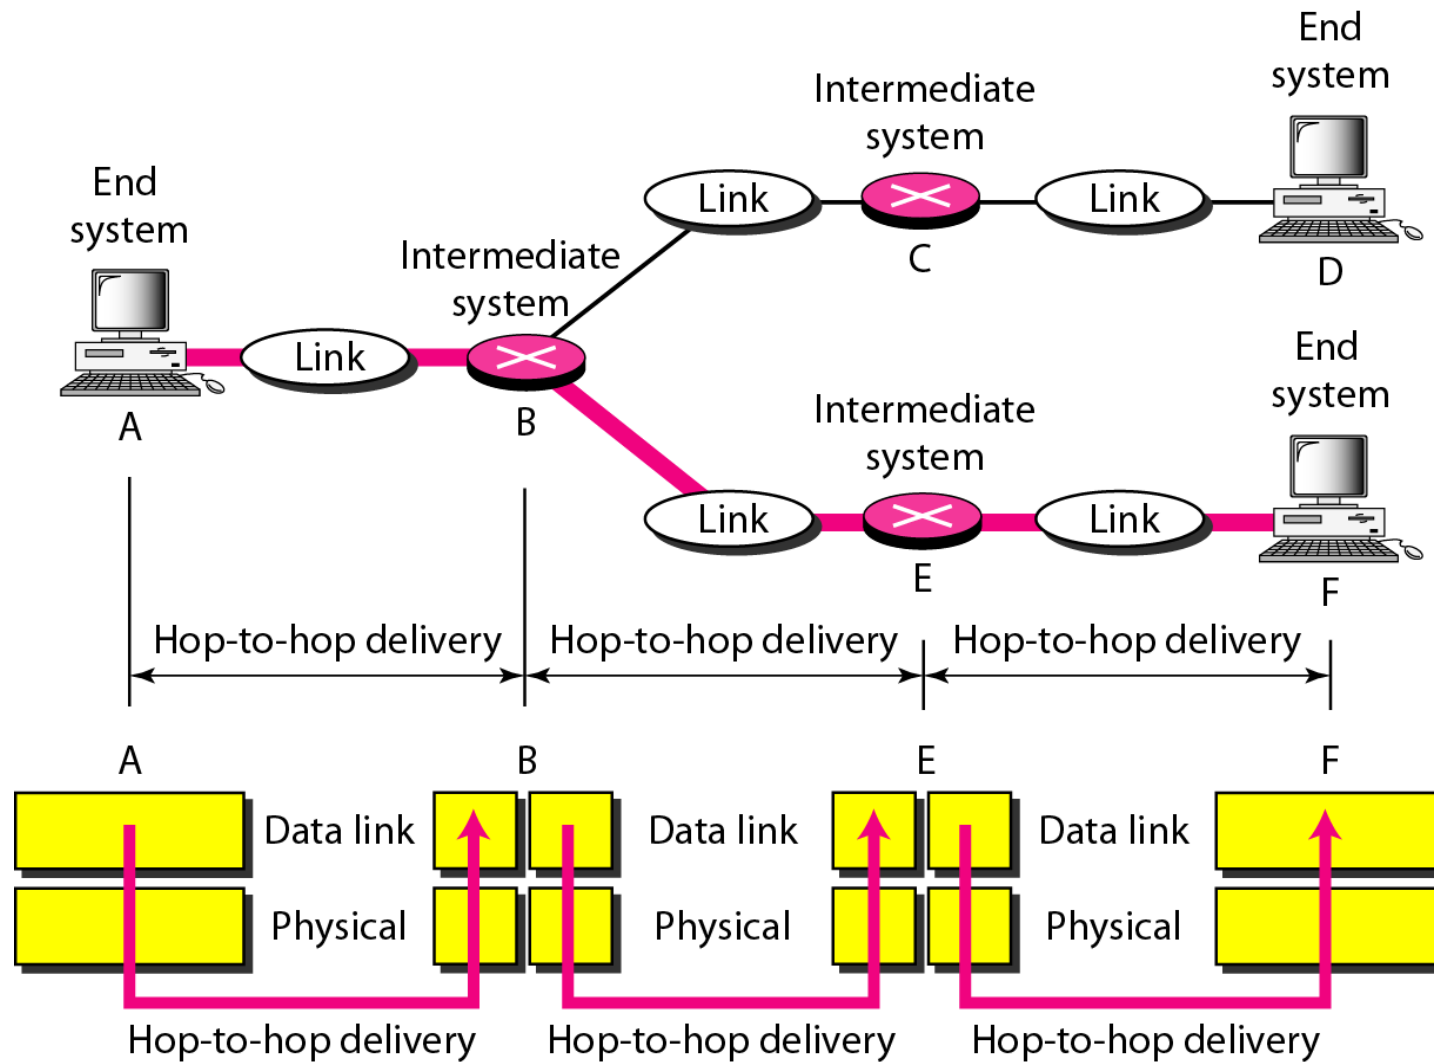 End
system
Intermediate
system
End
system
Link
Link
C
D
Intermediate
system
Link
A
B
End
system
Intermediate
system
Link
Link
E
F
Hop-to-hop delivery
Hop-to-hop delivery
Hop-to-hop delivery
A
B
E
F
Data link
Data link
Data link
Physical
Physical
Physical
Hop-to-hop delivery
Hop-to-hop delivery
Hop-to-hop delivery